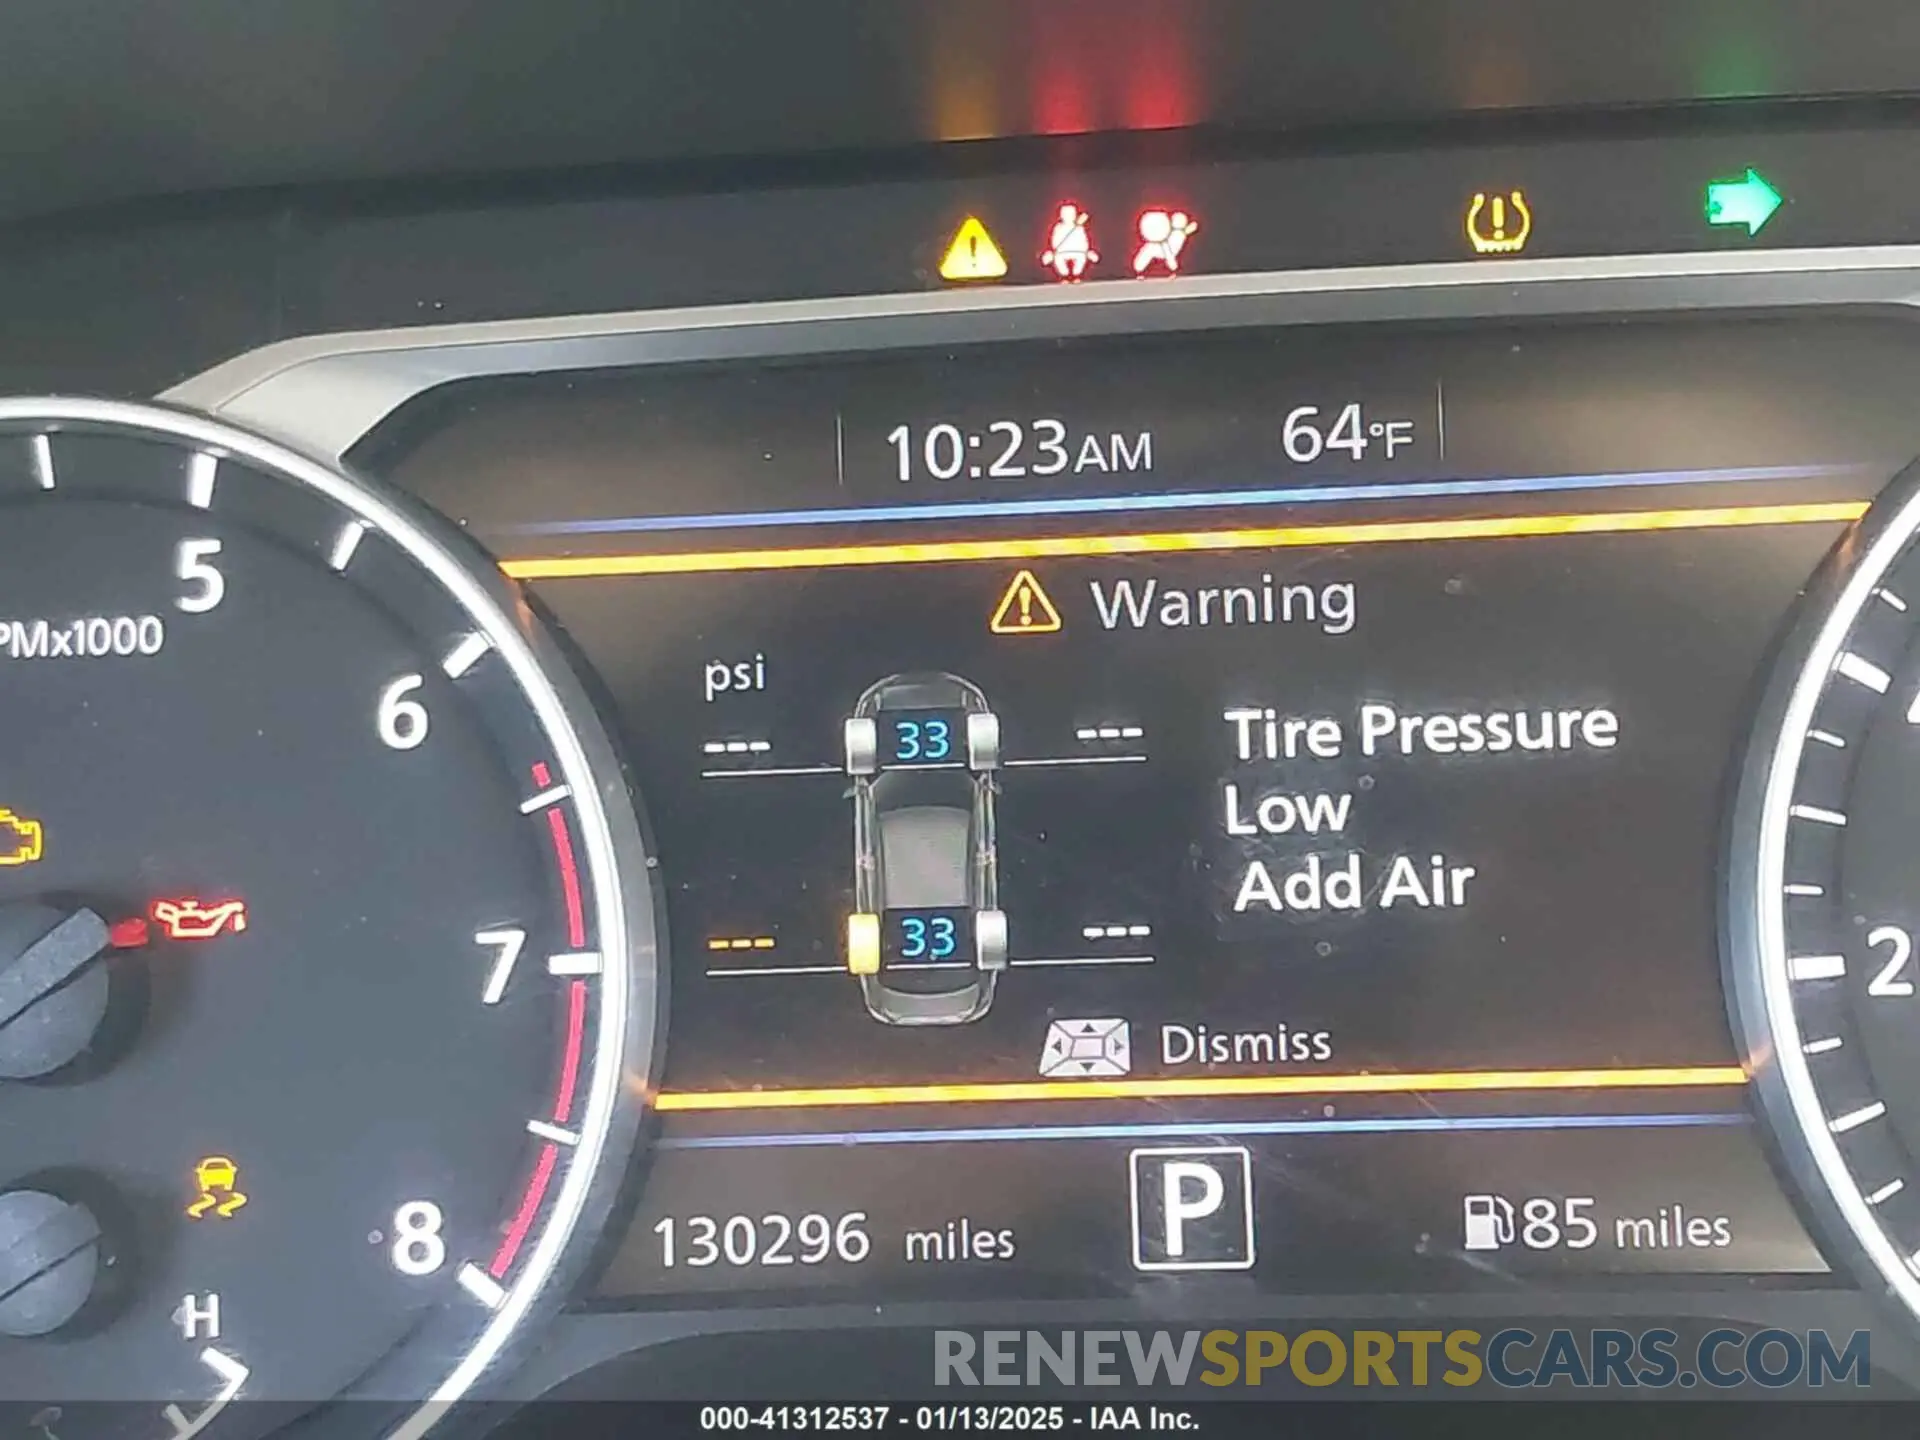 10:23AM 64°F
5
PMx1000
Warning
6
psi
--- 33 ---
Tire Pressure
Low
Add Air
--- 33 ---
7
2
Dismiss
P
8
130296 miles
85 miles
H
RENEWSPORTSCARS.COM
000-41312537 - 01/13/2025 - IAA Inc.